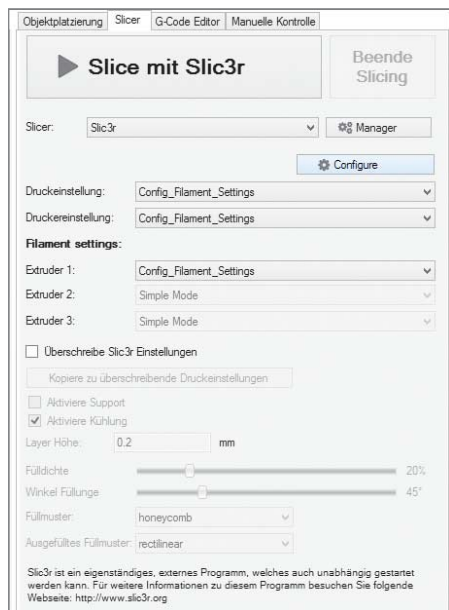 Objektplatzierung Slicer G-Code Editor Manuelle Kontrolle
Slice mit Slic3r
Beende
Slicing
Slicer: Slic3r Manager
Configure
Druckeinstellung: Config_Filament_Settings
Druckereinstellung: Config_Filament_Settings
Filament settings:
Extruder 1: Config_Filament_Settings
Extruder 2: Simple Mode
Extruder 3: Simple Mode
Überschreibe Slic3r Einstellungen
Kopiere zu überschreibende Druckeinstellungen
Aktiviere Support
Aktiviere Kühlung
Layer Höhe: 0.2 mm
Fülldichte 20%
Winkel Füllunge 45°
Füllmuster: honeycomb
Ausgefülltes Füllmuster: rectilinear
Slic3r ist ein eigenständiges, externes Programm, welches auch unabhängig gestartet
werden kann. Für weitere Informationen zu diesem Programm besuchen Sie folgende
Webseite: http://www.slic3r.org